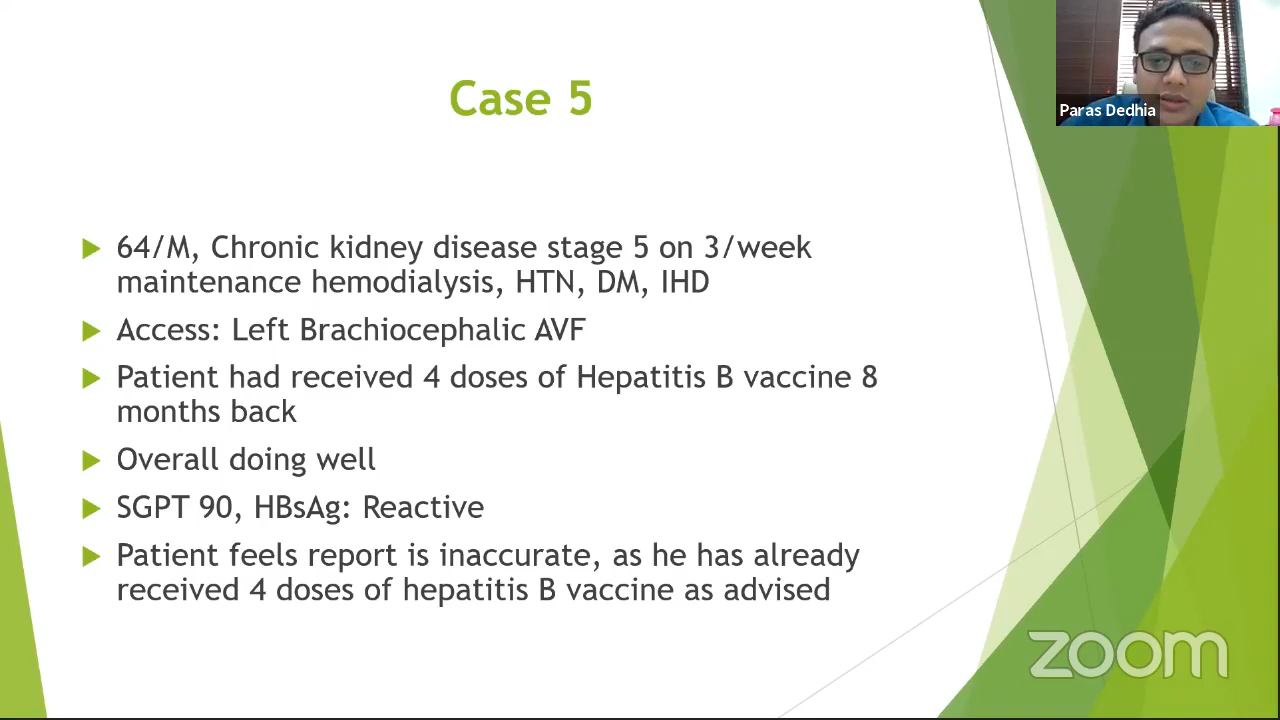 Case 5
Paras Dedhia
64/M, Chronic kidney disease stage 5 on 3/week
maintenance hemodialysis, HTN, DM, IHD
Access: Left Brachiocephalic AVF
Patient had received 4 doses of Hepatitis B vaccine 8
months back
Overall doing well
SGPT 90, HBsAg: Reactive
Patient feels report is inaccurate, as he has already
received 4 doses of hepatitis B vaccine as advised
zoom